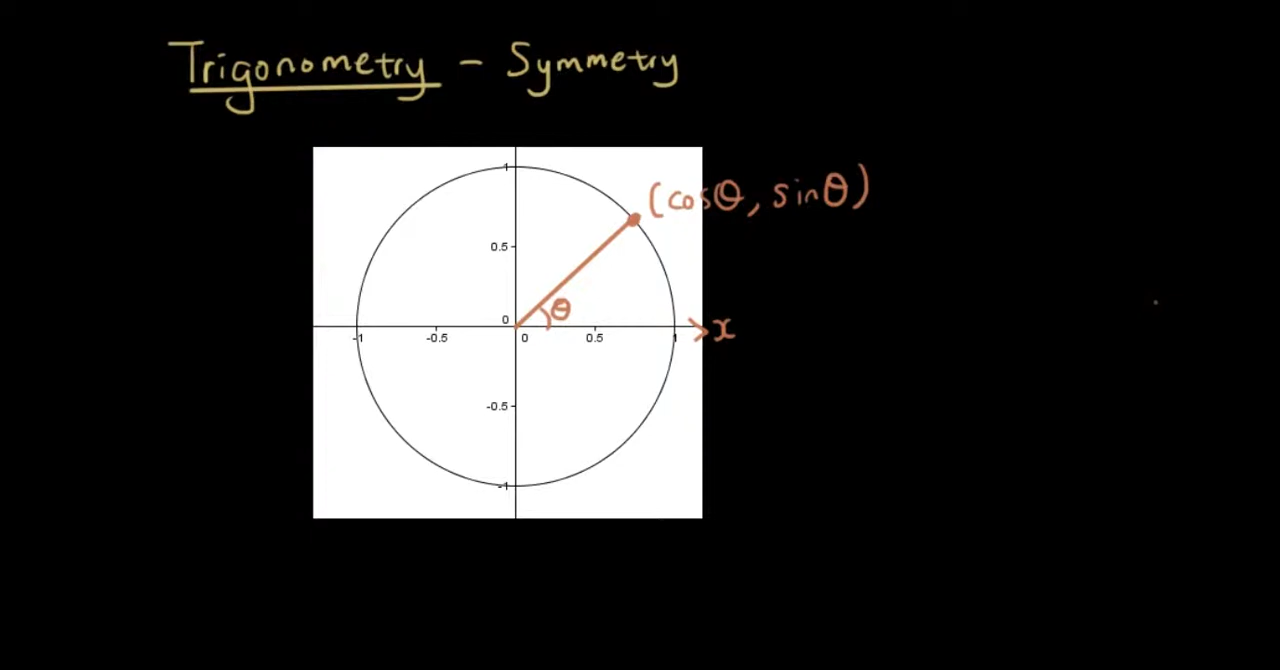 Trigonometry - Symmetry
1
(cosθ, sinθ)
0.5
θ
0
-1 -0.5 0 0.5 1 x
-0.5
-1